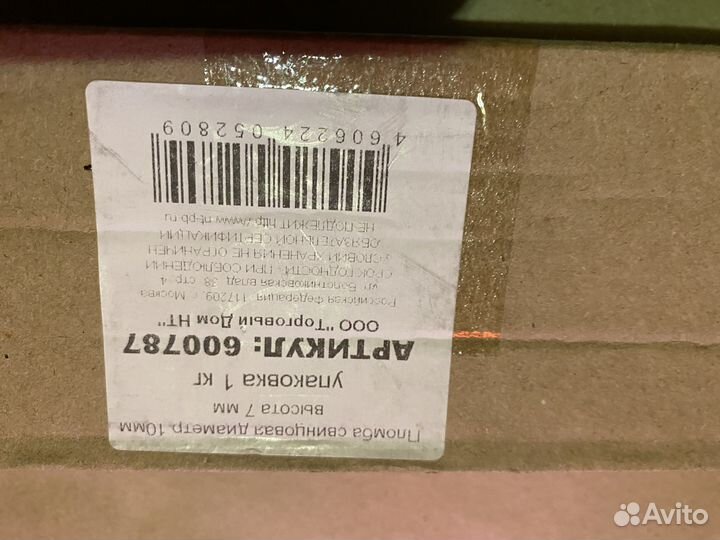 Пломба свинцовая диаметр 10мм
высота 7 мм
упаковка 1 кг
АРТИКУЛ: 600787
ООО "Торговый Дом НТ"
Российская Федерация, 117209, г. Москва
ул. Болотниковская влад. 38, стр. 4
СРОК ГОДНОСТИ ПРИ СОБЛЮДЕНИИ
УСЛОВИЙ ХРАНЕНИЯ НЕ ОГРАНИЧЕН
ОБЯЗАТЕЛЬНОЙ СЕРТИФИКАЦИИ
НЕ ПОДЛЕЖИТ http://www.nt-pb.ru
4 606224 052809
Avito